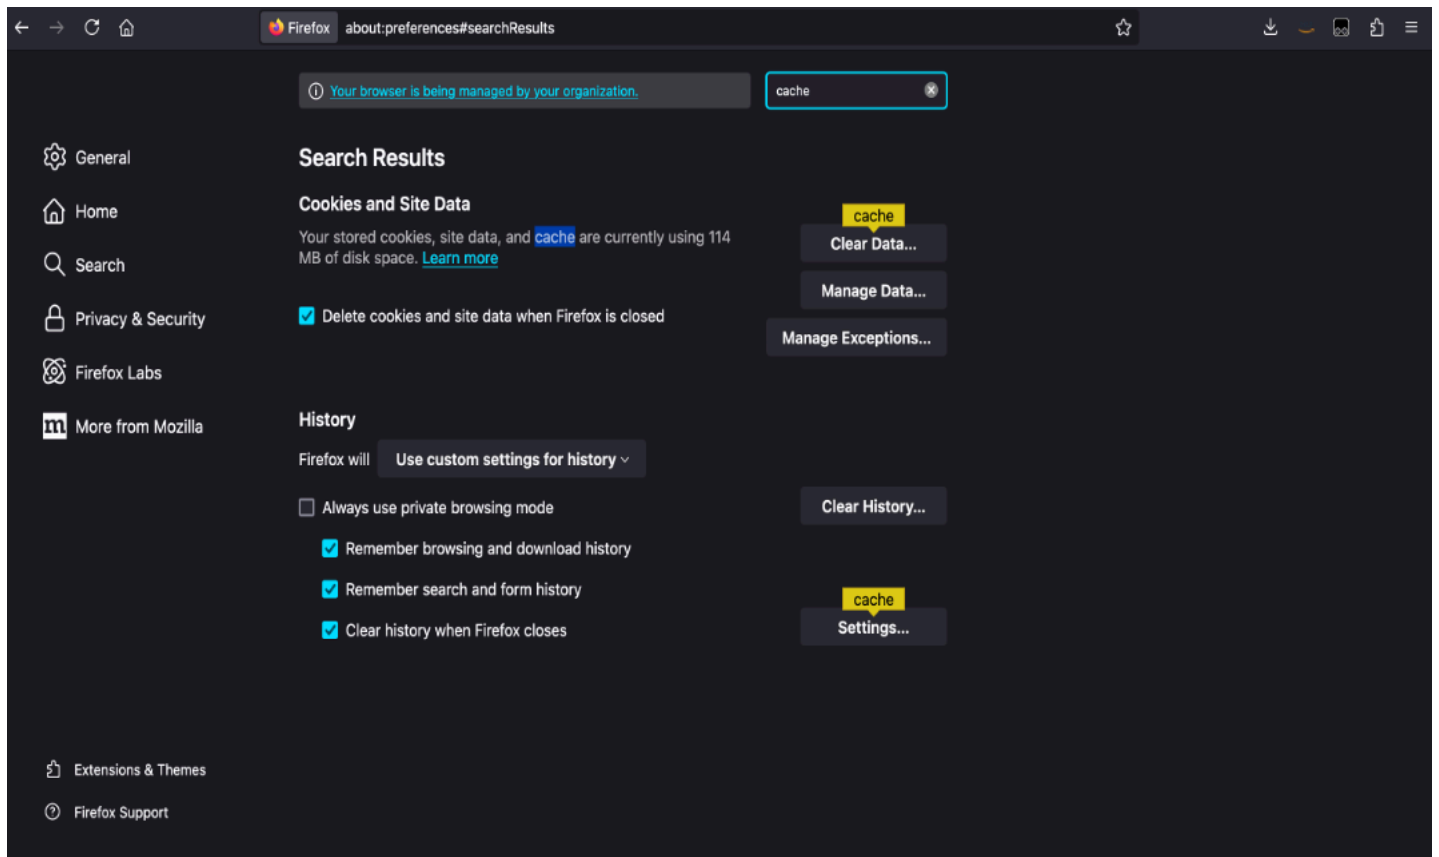 Firefox about:preferences#searchResults
Your browser is being managed by your organization.
cache
General
Home
Search
Privacy & Security
Firefox Labs
m More from Mozilla
Search Results
Cookies and Site Data
Your stored cookies, site data, and cache are currently using 114
MB of disk space. Learn more
cache
Clear Data...
Manage Data...
Delete cookies and site data when Firefox is closed
Manage Exceptions...
History
Firefox will Use custom settings for history
Always use private browsing mode
Clear History...
Remember browsing and download history
Remember search and form history
Clear history when Firefox closes
cache
Settings...
Extensions & Themes
Firefox Support